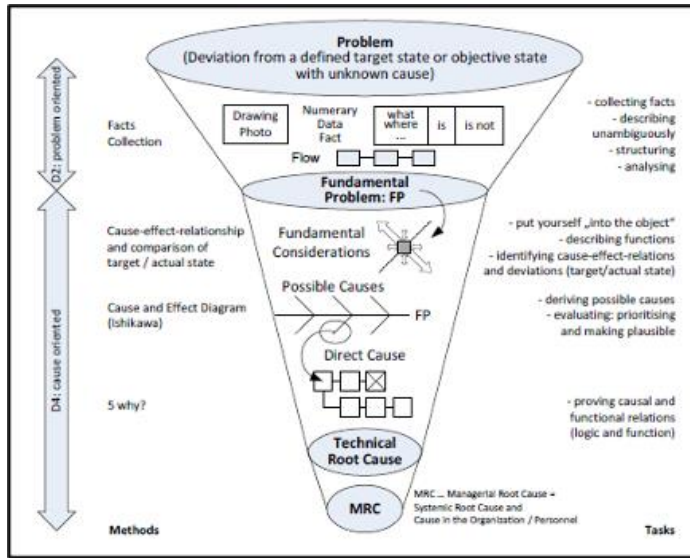 Problem
(Deviation from a defined target state or objective state
with unknown cause)
D2: problem oriented
Facts
Collection
Drawing
Photo
Numerary
Data
Fact
what
where
...
is
is not
Flow
- collecting facts
- describing
unambiguously
- structuring
- analysing
Fundamental
Problem: FP
D4: cause oriented
Cause-effect-relationship
and comparison of
target / actual state
Fundamental
Considerations
- put yourself „into the object"
- describing functions
- identifying cause-effect-relations
and deviations (target/actual state)
Possible Causes
Cause and Effect Diagram
(Ishikawa)
FP
- deriving possible causes
- evaluating: prioritising
and making plausible
Direct Cause
5 why?
- proving causal and
functional relations
(logic and function)
Technical
Root Cause
MRC
MRC ... Managerial Root Cause =
Systemic Root Cause and
Cause in the Organization / Personnel
Methods
Tasks